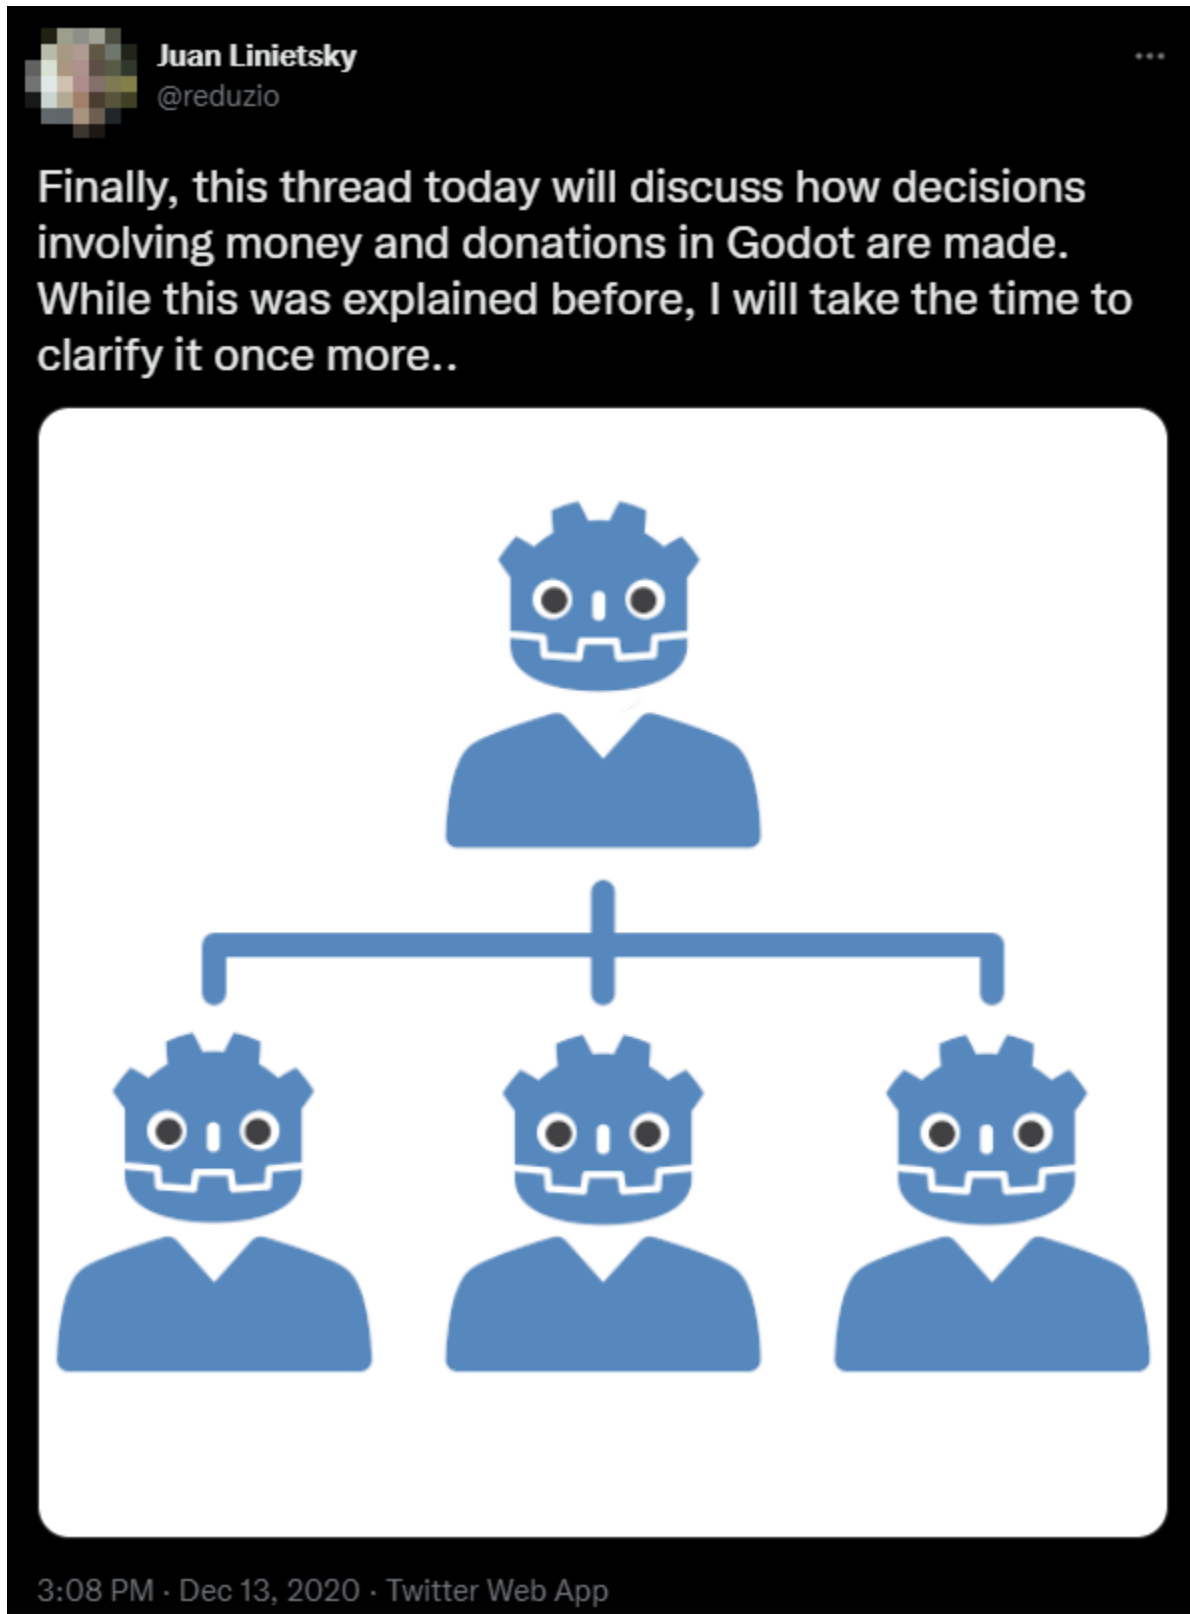 Juan Linietsky
@reduzio
Finally, this thread today will discuss how decisions
involving money and donations in Godot are made.
While this was explained before, I will take the time to
clarify it once more..
3:08 PM · Dec 13, 2020 · Twitter Web App